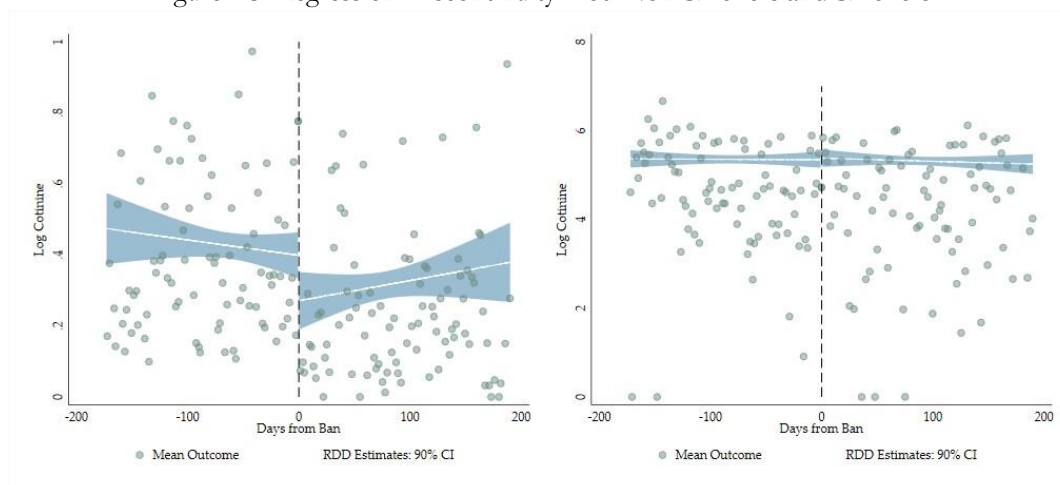 Log Cotinine
1
.8
.6
.4
.2
0
-200 -100 0 100 200
Days from Ban
Mean Outcome RDD Estimates: 90% CI
Log Cotinine
8
6
4
2
0
-200 -100 0 100 200
Days from Ban
Mean Outcome RDD Estimates: 90% CI